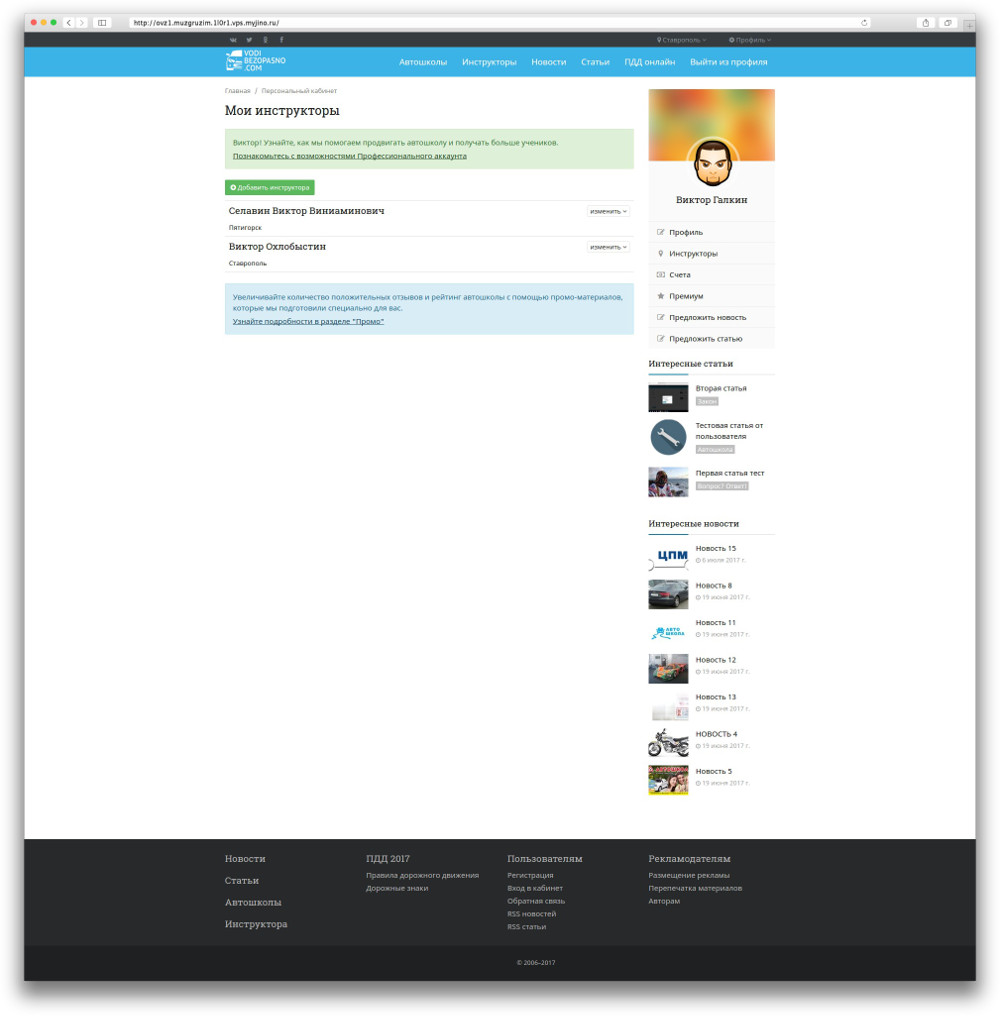 http://ovz1.muzgruzim.1l0r1.vps.myjino.ru/
Ставрополь
Профиль
VODI
BEZOPASNO
.COM
Автошколы
Инструкторы
Новости
Статьи
ПДД онлайн
Выйти из профиля
Главная / Персональный кабинет
Мои инструкторы
Виктор! Узнайте, как мы помогаем продвигать автошколу и получать больше учеников.
Познакомьтесь с возможностями Профессионального аккаунта
Добавить инструктора
Селавин Виктор Виниаминович
изменить
Пятигорск
Виктор Охлобыстин
изменить
Ставрополь
Увеличивайте количество положительных отзывов и рейтинг автошколы с помощью промо-материалов,
которые мы подготовили специально для вас.
Узнайте подробности в разделе "Промо"
Виктор Галкин
Профиль
Инструкторы
Счета
Премиум
Предложить новость
Предложить статью
Интересные статьи
Вторая статья
Закон
Тестовая статья от
пользователя
Автошкола
Первая статья тест
Вопрос? Ответ!
Интересные новости
ЦПМ
Новость 15
6 июля 2017 г.
Новость 8
19 июня 2017 г.
АВТО
ШКОЛА
Новость 11
19 июня 2017 г.
Новость 12
19 июня 2017 г.
Новость 13
19 июня 2017 г.
НОВОСТЬ 4
19 июня 2017 г.
Новость 5
19 июня 2017 г.
Новости
Статьи
Автошколы
Инструктора
ПДД 2017
Правила дорожного движения
Дорожные знаки
Пользователям
Регистрация
Вход в кабинет
Обратная связь
RSS новостей
RSS статьи
Рекламодателям
Размещение рекламы
Перепечатка материалов
Авторам
© 2006–2017